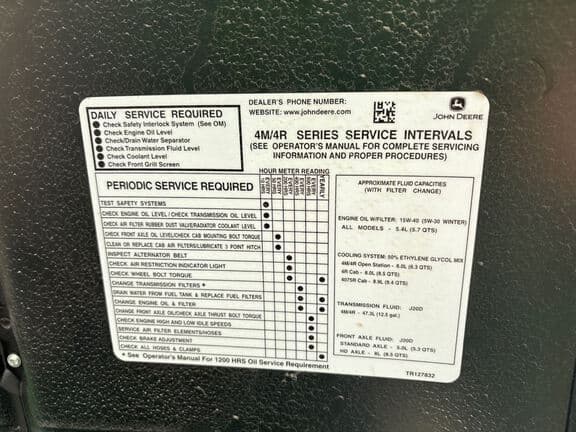 DEALER'S PHONE NUMBER:
WEBSITE: www.johndeere.com
JOHN DEERE
DAILY SERVICE REQUIRED
Check Safety Interlock System (See OM)
Check Engine Oil Level
Check/Drain Water Separator
Check Transmission Fluid Level
Check Coolant Level
Check Front Grill Screen
4M/4R SERIES SERVICE INTERVALS
(SEE OPERATOR'S MANUAL FOR COMPLETE SERVICING
INFORMATION AND PROPER PROCEDURES)
HOUR METER READING
PERIODIC SERVICE REQUIRED
EVERY 10 HRS
EVERY
EVERY
EVERY
EVERY
YEARLY
TEST SAFETY SYSTEMS
CHECK ENGINE OIL LEVEL/CHECK TRANSMISSION OIL LEVEL
CHECK AIR FILTER RUBBER DUST VALVE/RADIATOR COOLANT LEVEL
CHECK FRONT AXLE OIL LEVEL/CHECK CAB MOUNTING BOLT TORQUE
CLEAN OR REPLACE CAB AIR FILTERS/LUBRICATE 3 POINT HITCH
INSPECT ALTERNATOR BELT
CHECK AIR RESTRICTION INDICATOR LIGHT
CHECK WHEEL BOLT TORQUE
CHANGE TRANSMISSION FILTERS *
DRAIN WATER FROM FUEL TANK & REPLACE FUEL FILTERS
CHANGE ENGINE OIL & FILTER
CHANGE FRONT AXLE OIL/CHECK AXLE THRUST BOLT TORQUE
CHECK ENGINE HIGH AND LOW IDLE SPEEDS
SERVICE AIR FILTER ELEMENTS/HOSES
CHECK BRAKE ADJUSTMENT
CHECK ALL HOSES & CLAMPS
* See Operator's Manual For 1200 HRS Oil Service Requirement
APPROXIMATE FLUID CAPACITIES
(WITH FILTER CHANGE)
ENGINE OIL W/FILTER: 15W-40 (5W-30 WINTER)
ALL MODELS - 5.4L (5.7 QTS)
COOLING SYSTEM: 50% ETHYLENE GLYCOL MIX
4M/4R Open Station - 6.0L (6.3 QTS)
4R Cab - 8.0L (8.5 QTS)
4075R Cab - 8.9L (9.4 QTS)
TRANSMISSION FLUID: J20D
4M/4R - 47.3L (12.5 gal.)
FRONT AXLE FLUID: J20D
STANDARD AXLE - 5.0L (5.3 QTS)
HD AXLE - 8L (8.5 QTS)
TR127832